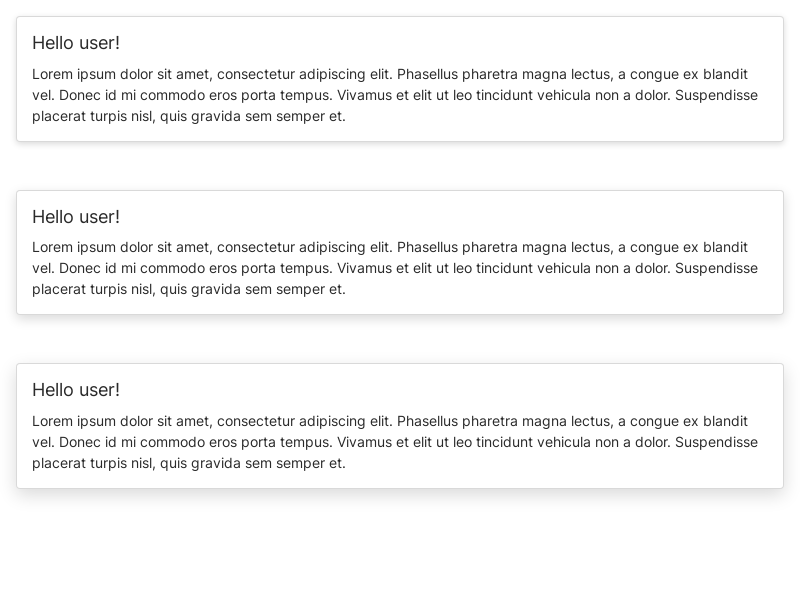 Hello user!
Lorem ipsum dolor sit amet, consectetur adipiscing elit. Phasellus pharetra magna lectus, a congue ex blandit
vel. Donec id mi commodo eros porta tempus. Vivamus et elit ut leo tincidunt vehicula non a dolor. Suspendisse
placerat turpis nisl, quis gravida sem semper et.
Hello user!
Lorem ipsum dolor sit amet, consectetur adipiscing elit. Phasellus pharetra magna lectus, a congue ex blandit
vel. Donec id mi commodo eros porta tempus. Vivamus et elit ut leo tincidunt vehicula non a dolor. Suspendisse
placerat turpis nisl, quis gravida sem semper et.
Hello user!
Lorem ipsum dolor sit amet, consectetur adipiscing elit. Phasellus pharetra magna lectus, a congue ex blandit
vel. Donec id mi commodo eros porta tempus. Vivamus et elit ut leo tincidunt vehicula non a dolor. Suspendisse
placerat turpis nisl, quis gravida sem semper et.